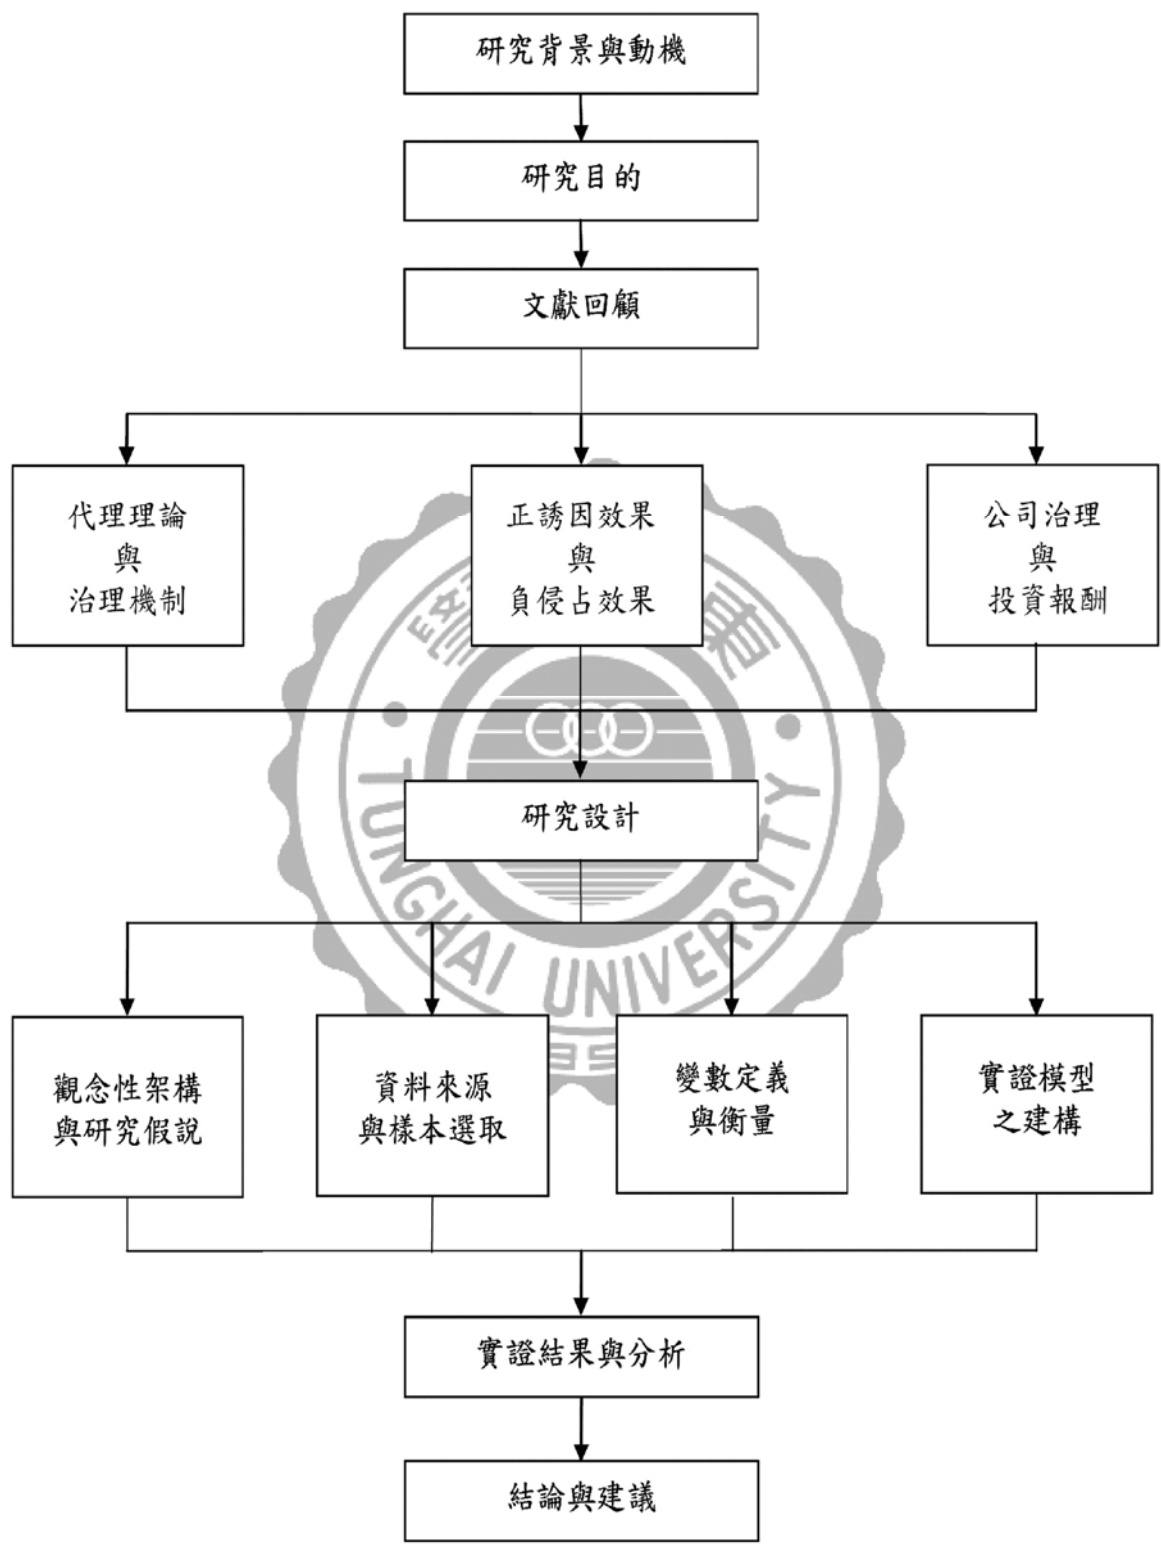 研究背景與動機
研究目的
文獻回顧
代理理論
與
治理機制
正誘因效果
與
負侵占效果
公司治理
與
投資報酬
東
TUNGHAI UNIVERSITY
研究設計
觀念性架構
與研究假說
資料來源
與樣本選取
變數定義
與衡量
實證模型
之建構
實證結果與分析
結論與建議